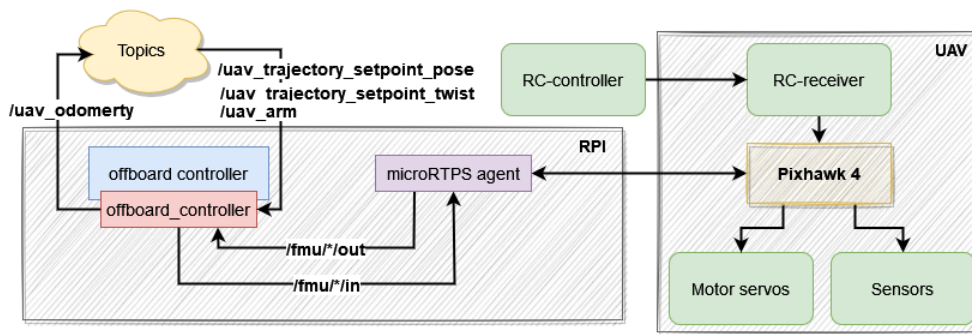 Topics
/uav_trajectory_setpoint_pose
/uav_trajectory_setpoint_twist
/uav_arm
/uav_odomerty
RPI
offboard controller
offboard_controller
microRTPS agent
/fmu/*/out
/fmu/*/in
UAV
RC-controller
RC-receiver
Pixhawk 4
Motor servos
Sensors